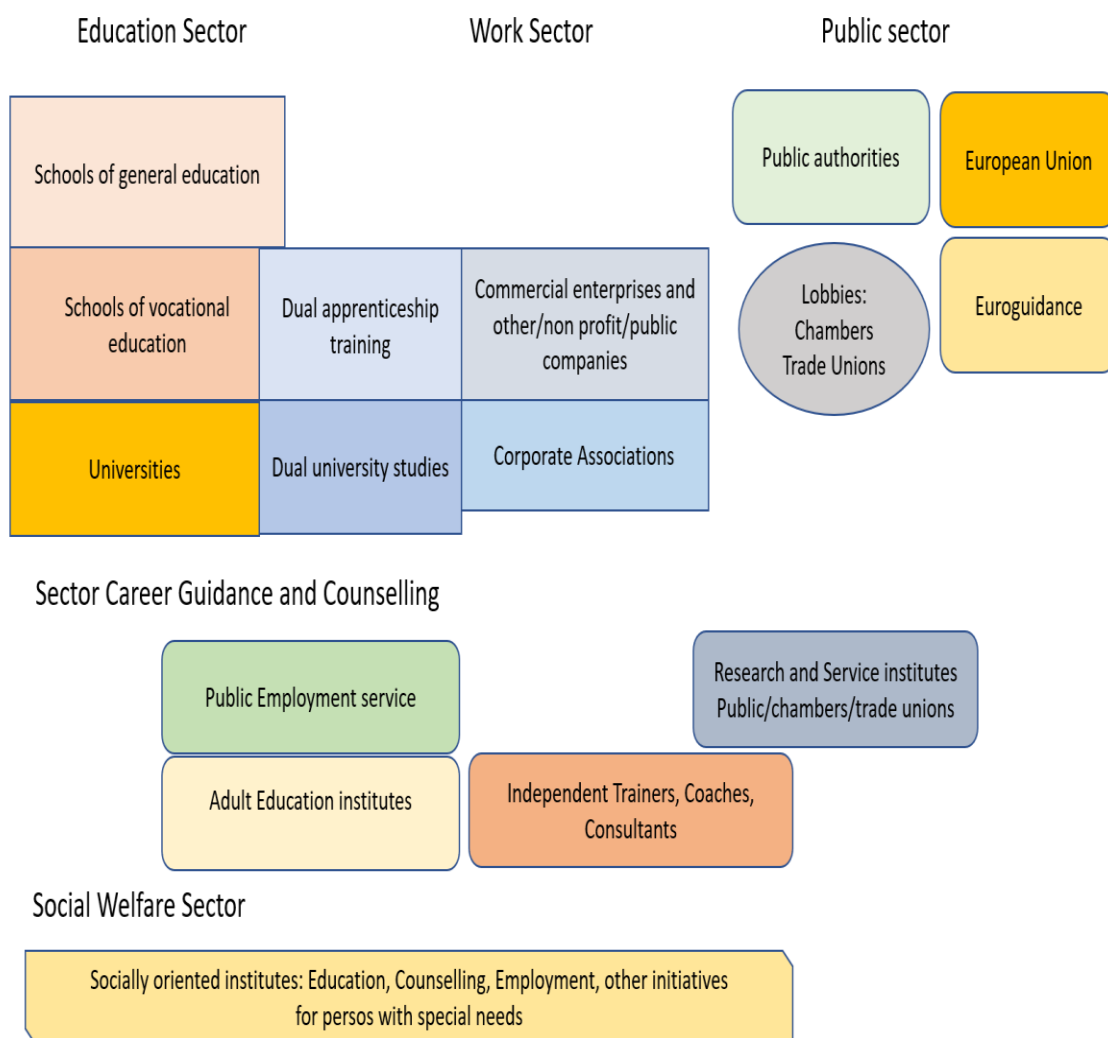 Education Sector
Work Sector
Public sector
Schools of general education
Public authorities
European Union
Schools of vocational
education
Dual apprenticeship
training
Commercial enterprises and
other/non profit/public
companies
Lobbies:
Chambers
Trade Unions
Euroguidance
Universities
Dual university studies
Corporate Associations
Sector Career Guidance and Counselling
Public Employment service
Research and Service institutes
Public/chambers/trade unions
Adult Education institutes
Independent Trainers, Coaches,
Consultants
Social Welfare Sector
Socially oriented institutes: Education, Counselling, Employment, other initiatives
for persos with special needs